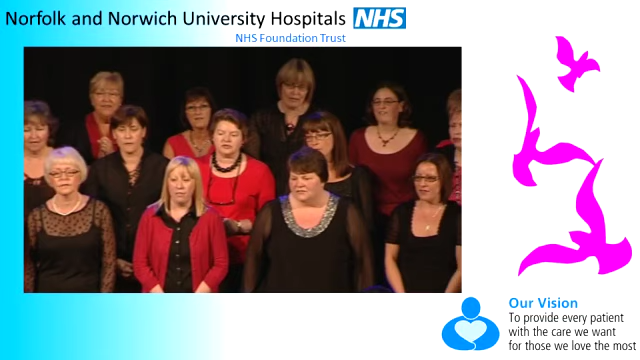 Norfolk and Norwich University Hospitals NHS
NHS Foundation Trust
Our Vision
To provide every patient
with the care we want
for those we love the most